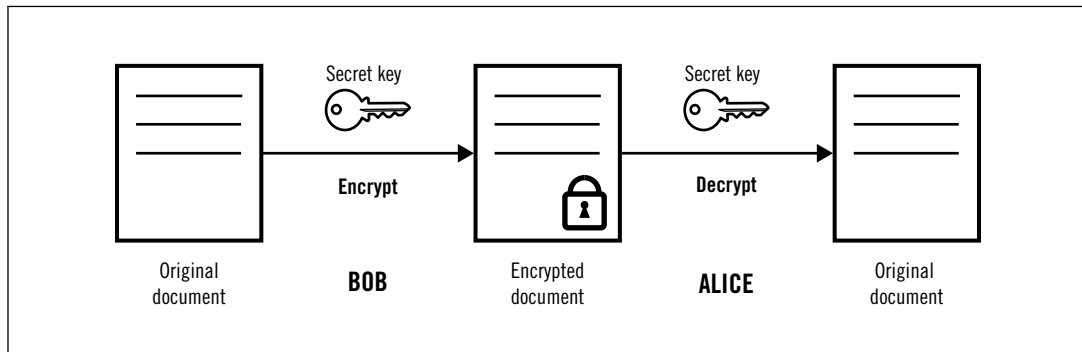 Secret key
Secret key
Encrypt
Decrypt
Original
document
BOB
Encrypted
document
ALICE
Original
document